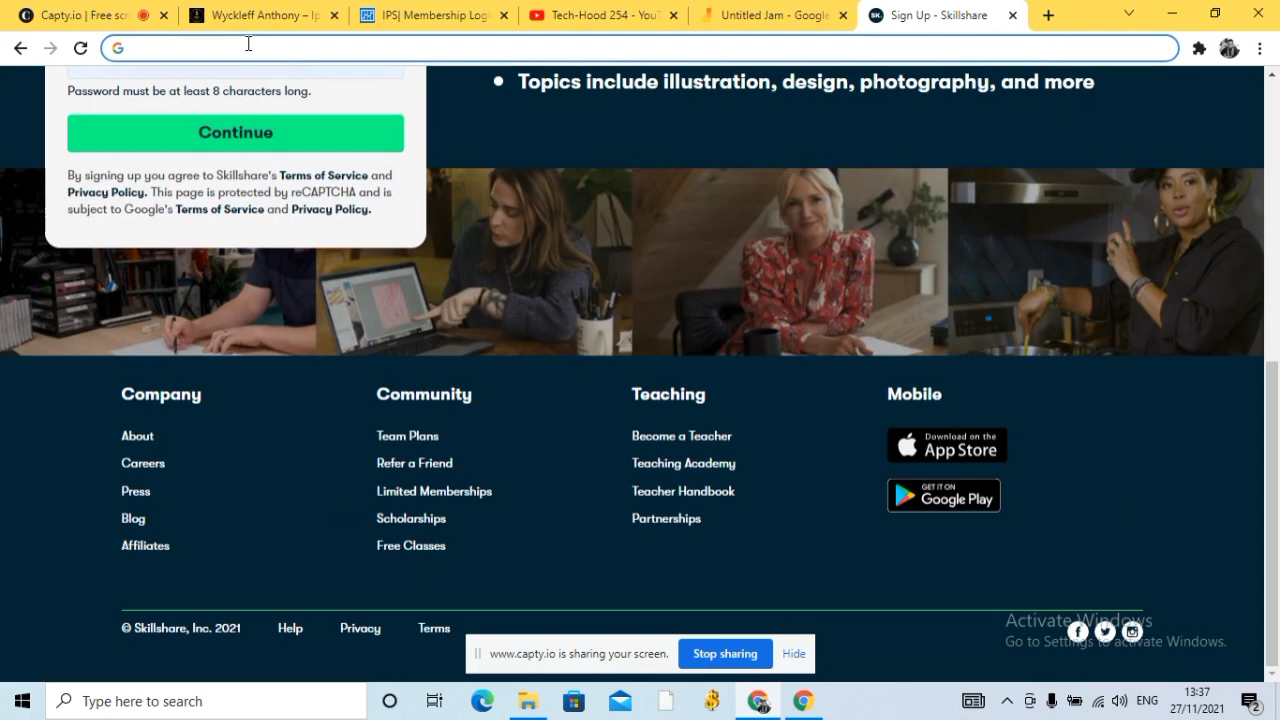 Capty.io | Free scr
Wyckleff Anthony – Ip
IPS| Membership Log
Tech-Hood 254 - You
Untitled Jam - Google
Sign Up - Skillshare
Topics include illustration, design, photography, and more
Password must be at least 8 characters long.
Continue
By signing up you agree to Skillshare's Terms of Service and
Privacy Policy. This page is protected by reCAPTCHA and is
subject to Google's Terms of Service and Privacy Policy.
Company
About
Careers
Press
Blog
Affiliates
Community
Team Plans
Refer a Friend
Limited Memberships
Scholarships
Free Classes
Teaching
Become a Teacher
Teaching Academy
Teacher Handbook
Partnerships
Mobile
Download on the
App Store
GET IT ON
Google Play
© Skillshare, Inc. 2021
Help
Privacy
Terms
Activate Windows
Go to Settings to activate Windows.
www.capty.io is sharing your screen.
Stop sharing
Hide
Type here to search
ENG
13:37
27/11/2021
2